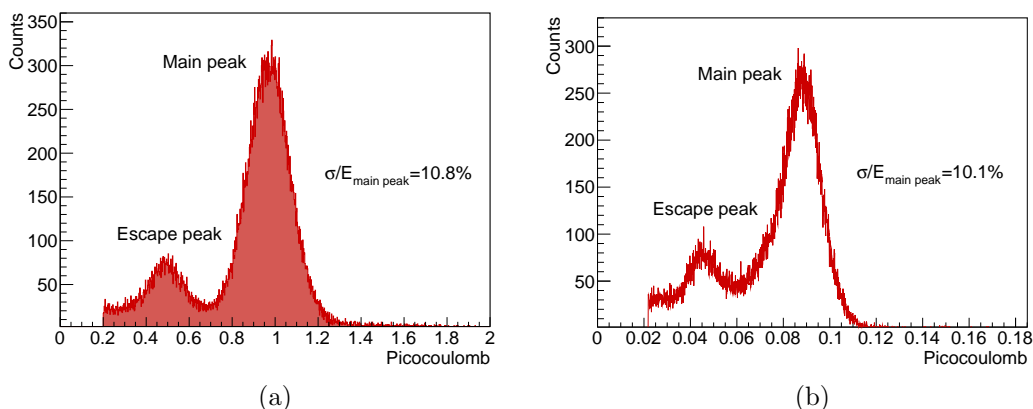 Counts
350
300
250
200
150
100
50
Main peak
Escape peak
σ/E main peak=10.8%
0 0.2 0.4 0.6 0.8 1 1.2 1.4 1.6 1.8 2
Picocoulomb
(a)
Counts
300
250
200
150
100
50
Main peak
Escape peak
σ/E main peak=10.1%
0 0.02 0.04 0.06 0.08 0.1 0.12 0.14 0.16 0.18
Picocoulomb
(b)